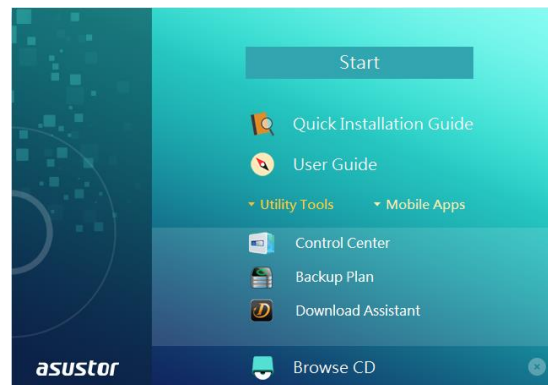 Start
Quick Installation Guide
User Guide
Utility Tools Mobile Apps
Control Center
Backup Plan
Download Assistant
asustor Browse CD